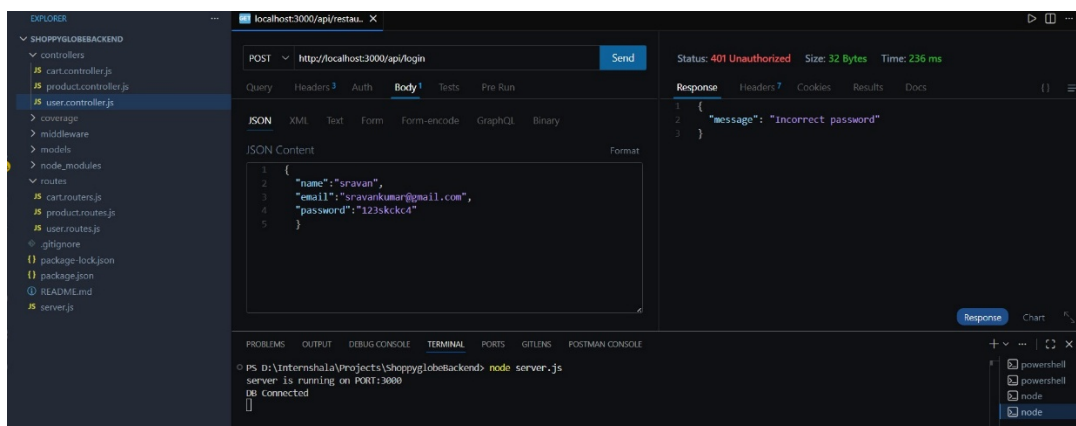 EXPLORER
SHOPPYGLOBEBACKEND
controllers
JS cart.controller.js
JS product.controller.js
JS user.controller.js
coverage
middleware
models
node_modules
routes
JS cart.routers.js
JS product.routes.js
JS user.routes.js
.gitignore
{} package-lock.json
{} package.json
README.md
JS server.js
GET localhost:3000/api/restau..
POST http://localhost:3000/api/login Send
Query Headers 3 Auth Body 1 Tests Pre Run
JSON XML Text Form Form-encode GraphQL Binary
JSON Content Format
1 {
2 "name":"sravan",
3 "email":"sravankumar@gmail.com",
4 "password":"123skckc4"
5 }
Status: 401 Unauthorized Size: 32 Bytes Time: 236 ms
Response Headers 7 Cookies Results Docs {}
1 {
2 "message": "Incorrect password"
3 }
Response Chart
PROBLEMS OUTPUT DEBUG CONSOLE TERMINAL PORTS GITLENS POSTMAN CONSOLE
PS D:\Internshala\Projects\ShoppyglobeBackend> node server.js
server is running on PORT:3000
DB Connected
powershell
powershell
node
node